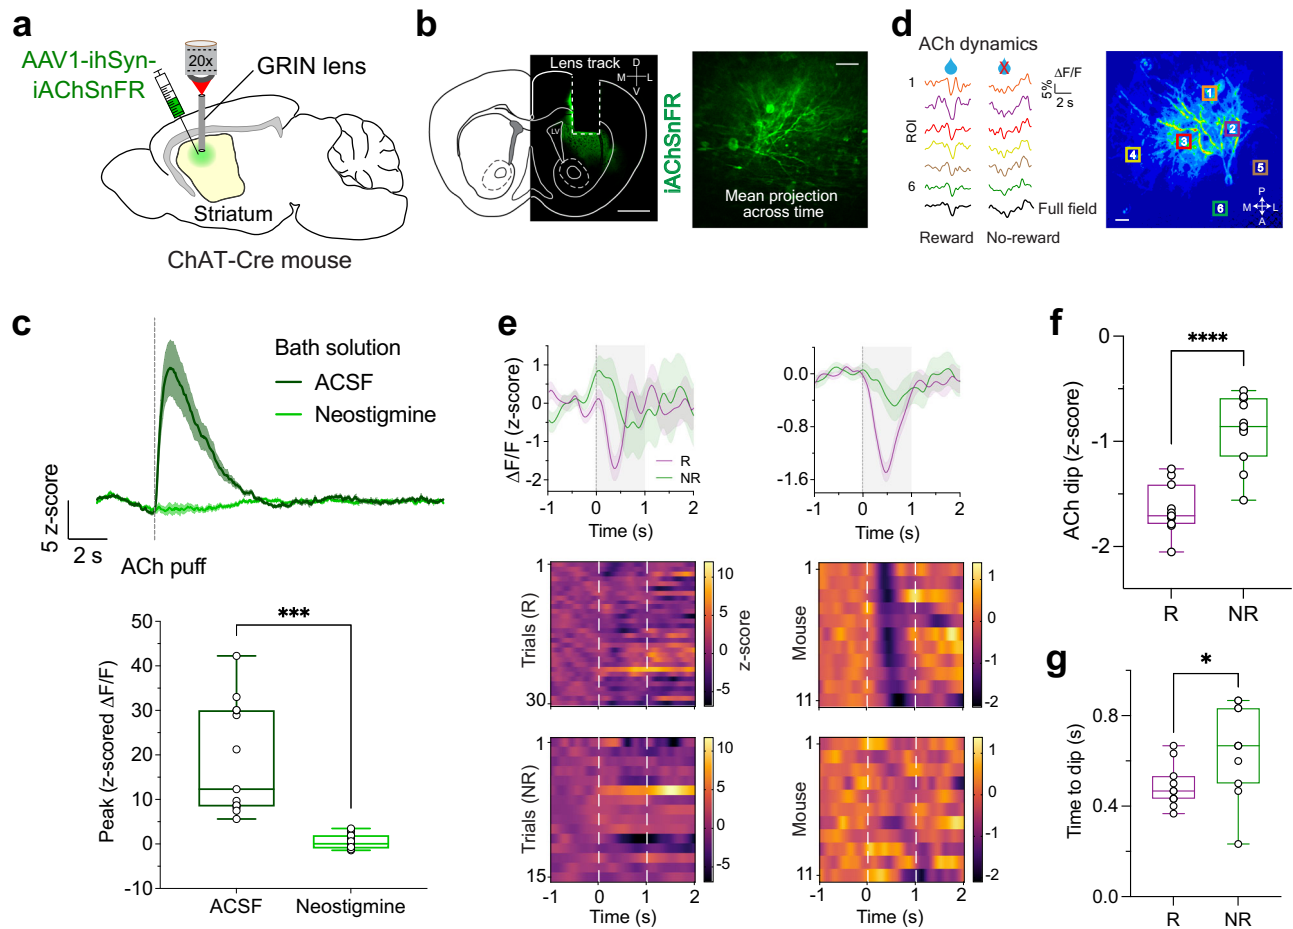 a
AAV1-ihSyn-
iAChSnFR
20x
GRIN lens
Striatum
ChAT-Cre mouse
b
Lens track
D
M L
V
LV
iAChSnFR
Mean projection
across time
d
ACh dynamics
1
ROI
6
5%
ΔF/F
2 s
Full field
Reward
No-reward
1
2
3
4
5
6
P
M L
A
c
Bath solution
ACSF
Neostigmine
5 z-score
2 s
ACh puff
***
Peak (z-scored ΔF/F)
50
40
30
20
10
0
-10
ACSF
Neostigmine
e
ΔF/F (z-score)
1
0
-1
-2
R
NR
-1
0
1
2
Time (s)
0.0
-0.8
-1.6
-1
0
1
2
Time (s)
Trials (R)
1
30
10
5
0
-5
z-score
Mouse
1
11
1
0
-1
-2
Trials (NR)
1
15
-1
0
1
2
Time (s)
10
5
0
-5
Mouse
1
11
-1
0
1
2
Time (s)
1
0
-1
-2
f
****
ACh dip (z-score)
0
-1
-2
R
NR
g
*
Time to dip (s)
0.8
0.4
0.0
R
NR